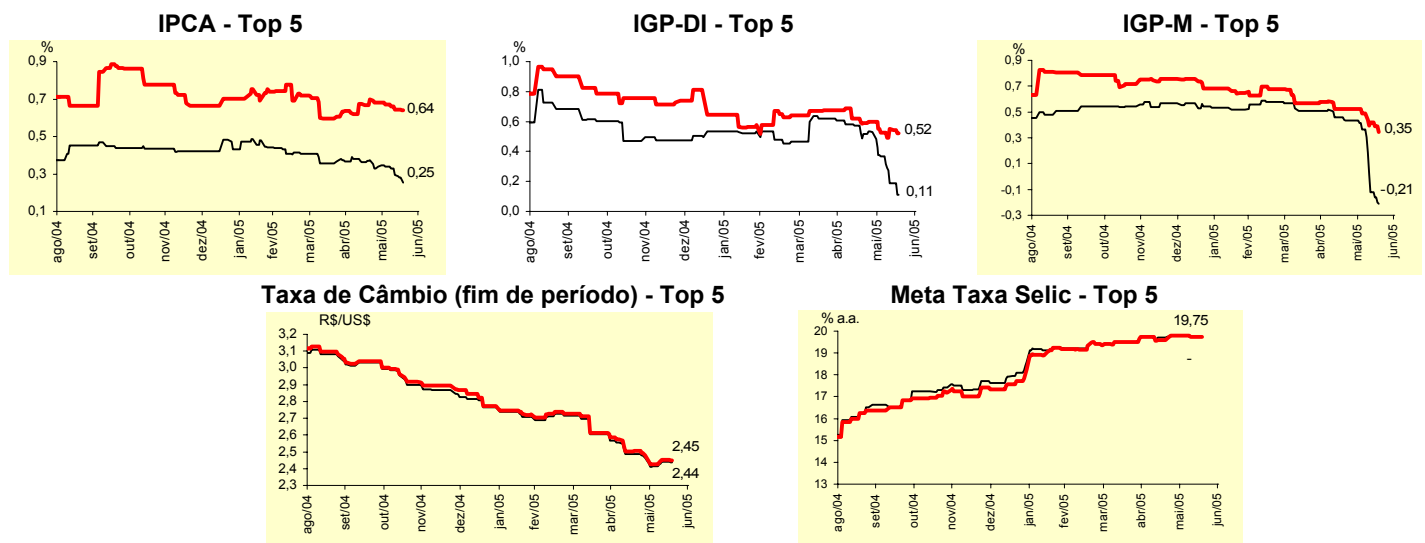 IPCA - Top 5
%
0,9
0,7
0,5
0,3
0,1
0,64
0,25
ago/04
set/04
out/04
nov/04
dez/04
jan/05
fev/05
mar/05
abr/05
mai/05
jun/05
IGP-DI - Top 5
%
1,0
0,8
0,6
0,4
0,2
0,0
0,52
0,11
ago/04
set/04
out/04
nov/04
dez/04
jan/05
fev/05
mar/05
abr/05
mai/05
jun/05
IGP-M - Top 5
%
0,9
0,7
0,5
0,3
0,1
-0,1
-0,3
0,35
-0,21
ago/04
set/04
out/04
nov/04
dez/04
jan/05
fev/05
mar/05
abr/05
mai/05
jun/05
Taxa de Câmbio (fim de período) - Top 5
R$/US$
3,2
3,1
3,0
2,9
2,8
2,7
2,6
2,5
2,4
2,3
2,45
2,44
ago/04
set/04
out/04
nov/04
dez/04
jan/05
fev/05
mar/05
abr/05
mai/05
jun/05
Meta Taxa Selic - Top 5
% a.a.
20
19
18
17
16
15
14
13
19,75
-
ago/04
set/04
out/04
nov/04
dez/04
jan/05
fev/05
mar/05
abr/05
mai/05
jun/05